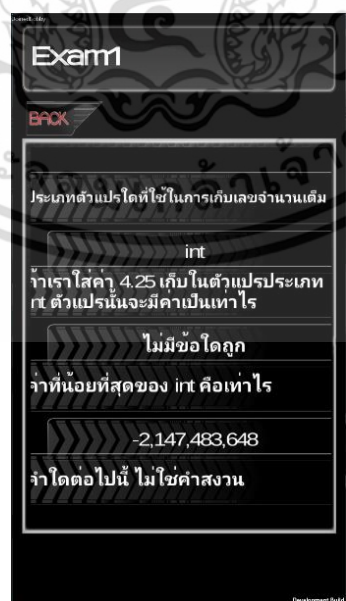 Exam1
BACK
ประเภทตัวแปรใดที่ใช้ในการเก็บเลขจำนวนเต็ม
int
ถ้าเราใส่ค่า 4.25 เก็บในตัวแปรประเภท
int ตัวแปรนั้นจะมีค่าเป็นเท่าไร
ไม่มีข้อใดถูก
ค่าที่น้อยที่สุดของ int คือเท่าไร
-2,147,483,648
คำใดต่อไปนี้ ไม่ใช่คำสงวน
Development Build